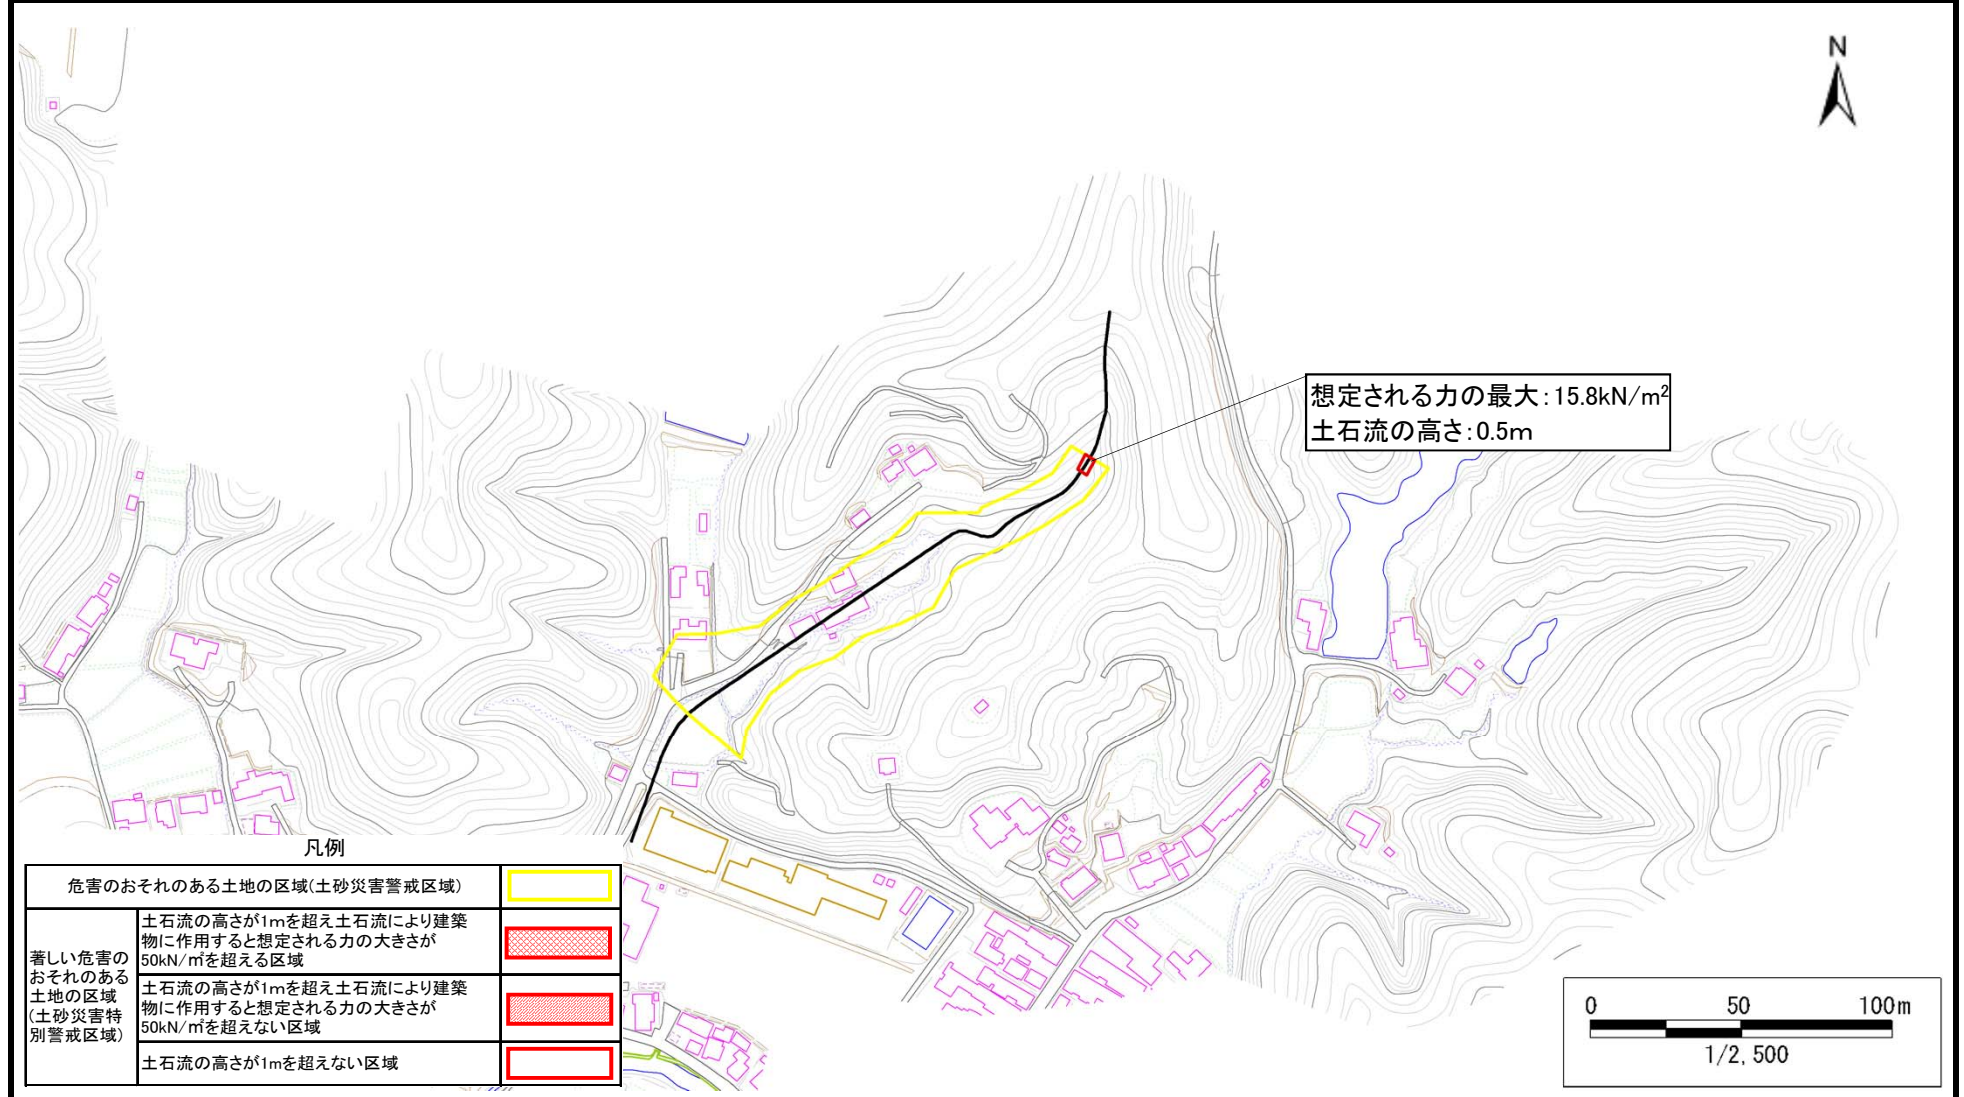 N
想定される力の最大:15.8kN/m²
土石流の高さ:0.5m
凡例
危害のおそれのある土地の区域(土砂災害警戒区域)
著しい危害の
おそれのある
土地の区域
(土砂災害特
別警戒区域)
土石流の高さが1mを超え土石流により建築
物に作用すると想定される力の大きさが
50kN/㎡を超える区域
土石流の高さが1mを超え土石流により建築
物に作用すると想定される力の大きさが
50kN/㎡を超えない区域
土石流の高さが1mを超えない区域
0 50 100m
1/2,500